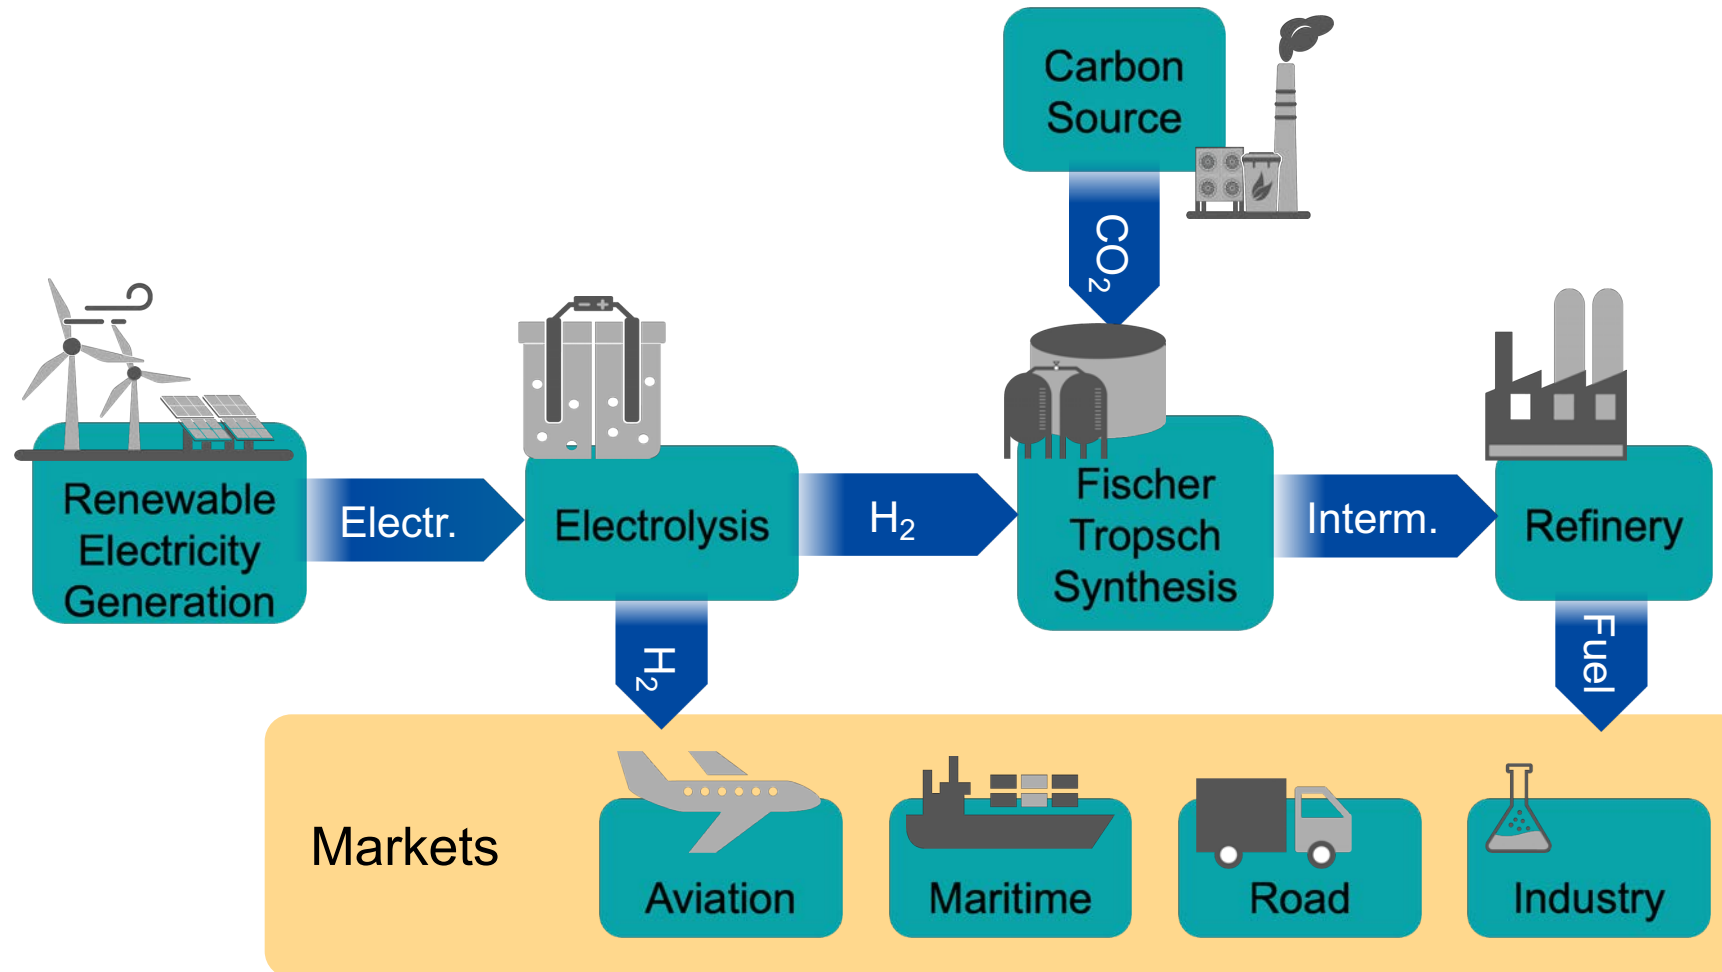 Carbon
Source
CO₂
Renewable
Electricity
Generation
Electr.
Electrolysis
H₂
Fischer
Tropsch
Synthesis
Interm.
Refinery
H₂
Fuel
Markets
Aviation
Maritime
Road
Industry